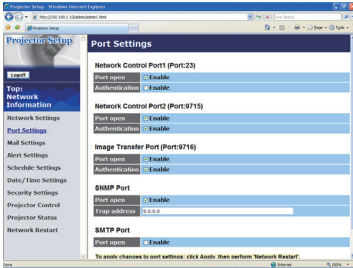 Projector Setup - Windows Internet Explorer
Projector Setup
Page
Tools
Projector Setup
Logoff
Top:
Network
Information
Network Settings
Port Settings
Mail Settings
Alert Settings
Schedule Settings
Date/Time Settings
Security Settings
Projector Control
Projector Status
Network Restart
Port Settings
Network Control Port1 (Port:23)
Port open Enable
Authentication Enable
Network Control Port2 (Port:9715)
Port open Enable
Authentication Enable
Image Transfer Port (Port:9716)
Port open Enable
Authentication Enable
SNMP Port
Port open Enable
Trap address 0.0.0.0
SMTP Port
Port open Enable
To apply changes to port settings: click Apply, then perform 'Network Restart'.
Done Internet 100%